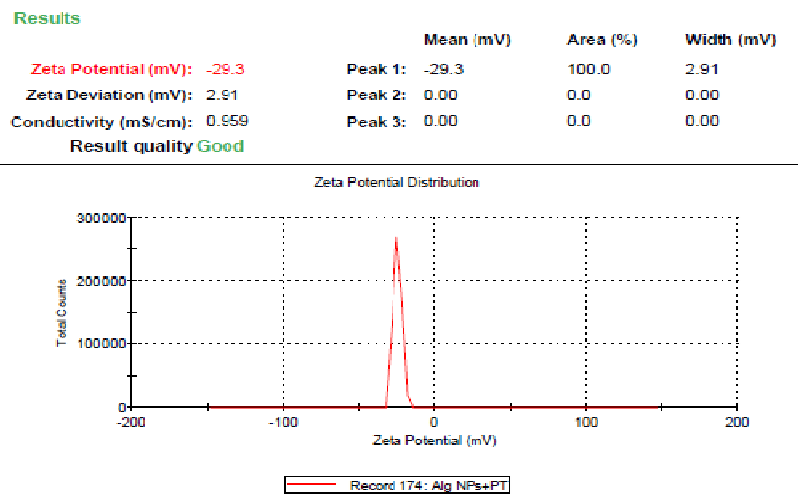 Results
Mean (mV) Area (%) Width (mV)
Zeta Potential (mV): -29.3 Peak 1: -29.3 100.0 2.91
Zeta Deviation (mV): 2.91 Peak 2: 0.00 0.0 0.00
Conductivity (mS/cm): 0.959 Peak 3: 0.00 0.0 0.00
Result quality Good
Zeta Potential Distribution
300000
200000
100000
0
Total Counts
-200 -100 0 100 200
Zeta Potential (mV)
Record 174: Alg NPs+PT